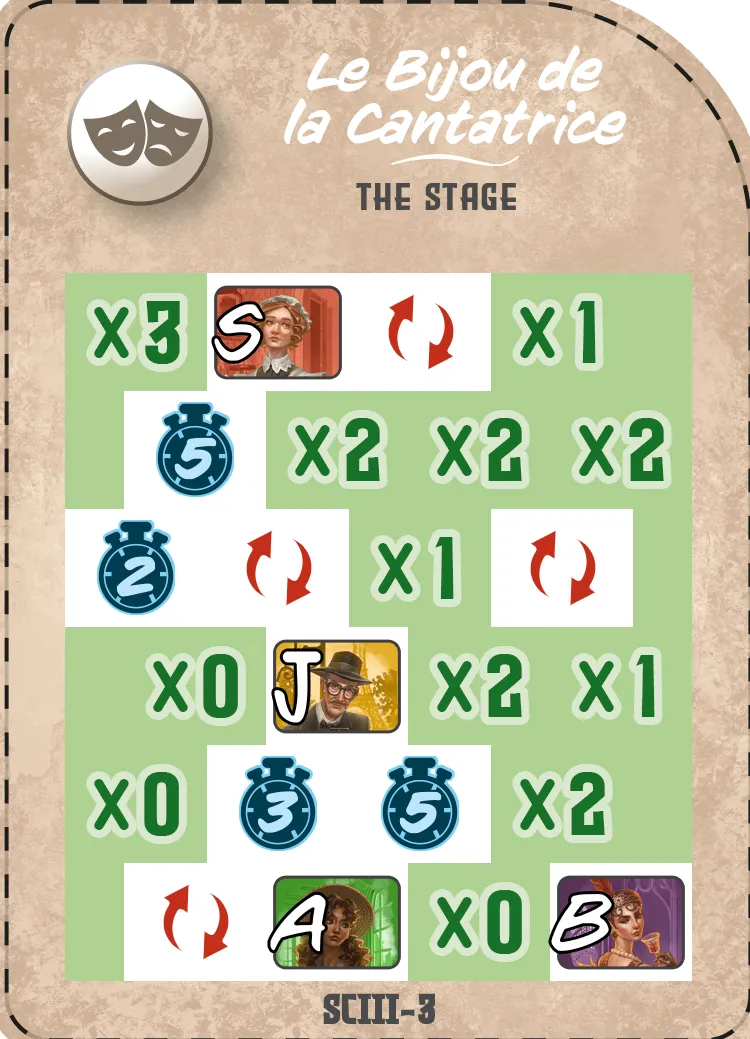 Le Bijou de
la Cantatrice
THE STAGE
X3 S X1
5 X2 X2 X2
2 X1
X0 J X2 X1
X0 3 5 X2
A X0 B
SCIII-3